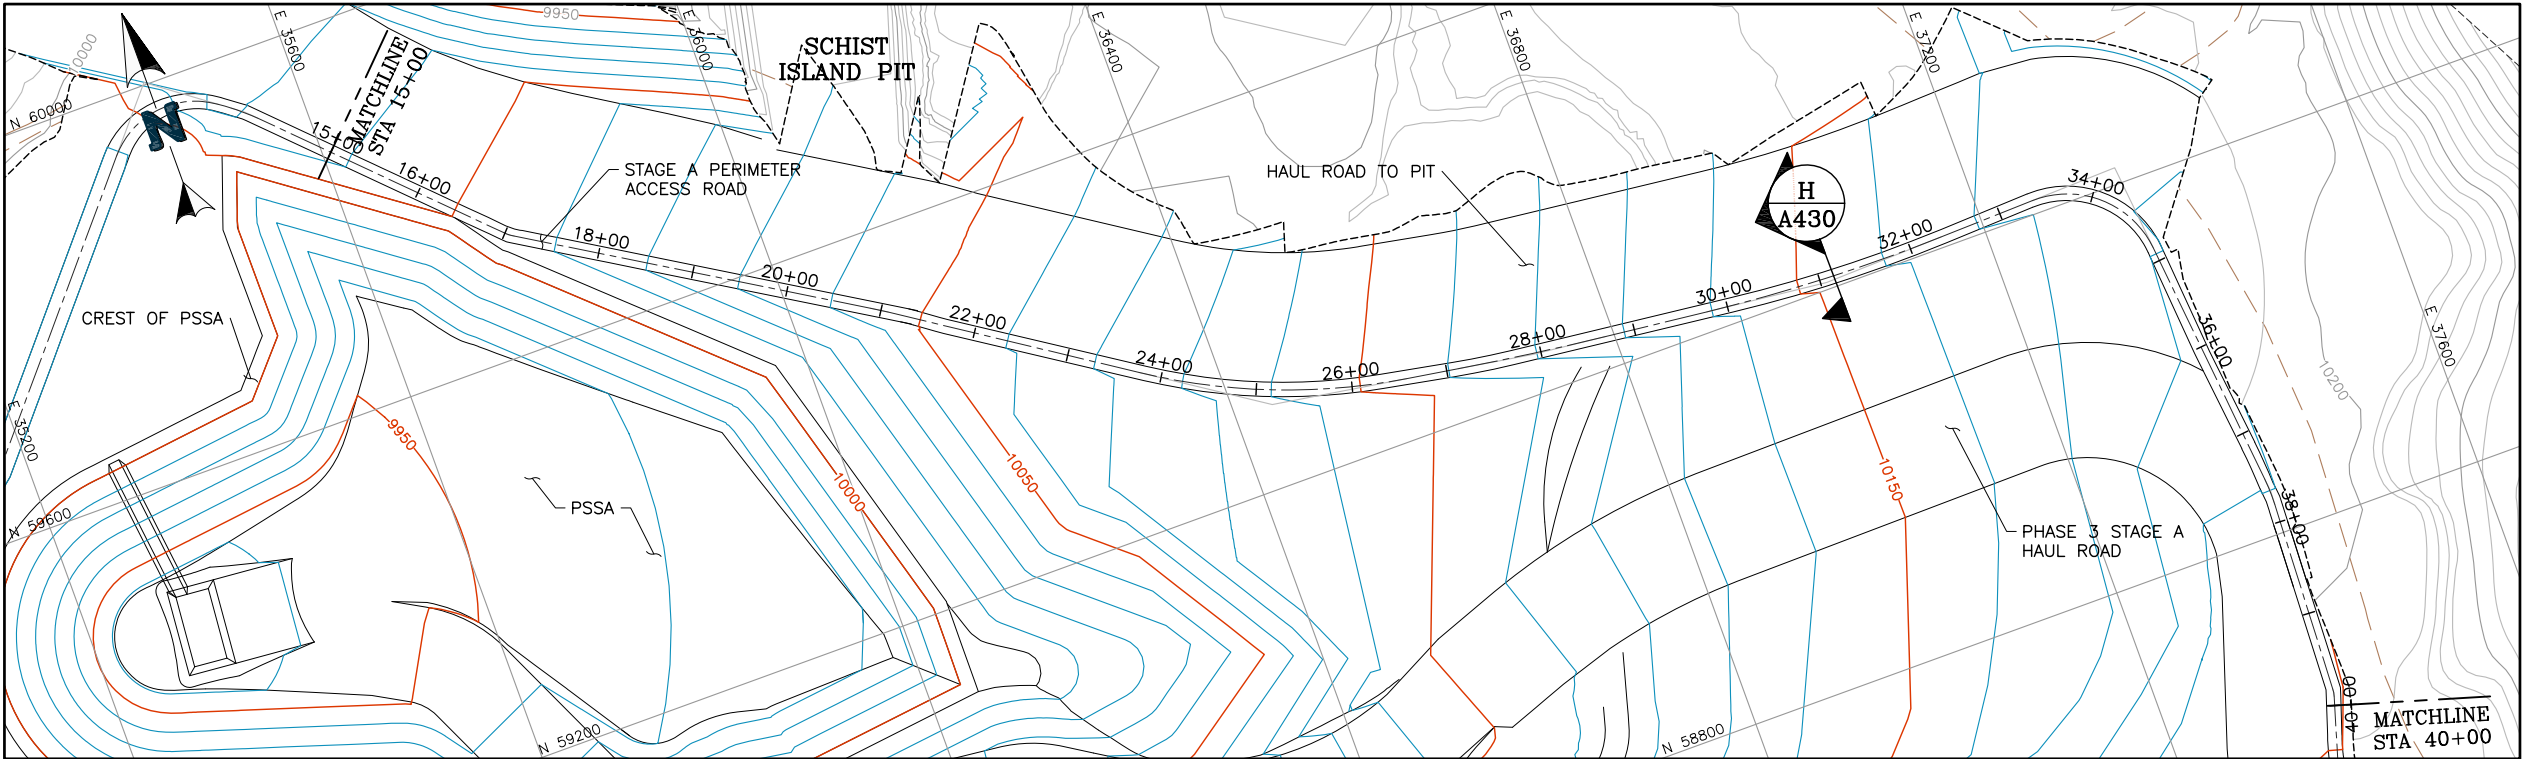 9950
10000
E 35600
E 36000
E 36400
E 36800
E 37200
E 37600
E 35200
N 60000
N
MATCHLINE
STA 15+00
SCHIST
ISLAND PIT
15+00
16+00
STAGE A PERIMETER
ACCESS ROAD
HAUL ROAD TO PIT
H
A430
18+00
20+00
22+00
24+00
26+00
28+00
30+00
32+00
34+00
36+00
38+00
40+00
CREST OF PSSA
10200
9950
10000
10050
10150
PSSA
N 59600
PHASE 3 STAGE A
HAUL ROAD
N 59200
N 58800
MATCHLINE
STA 40+00